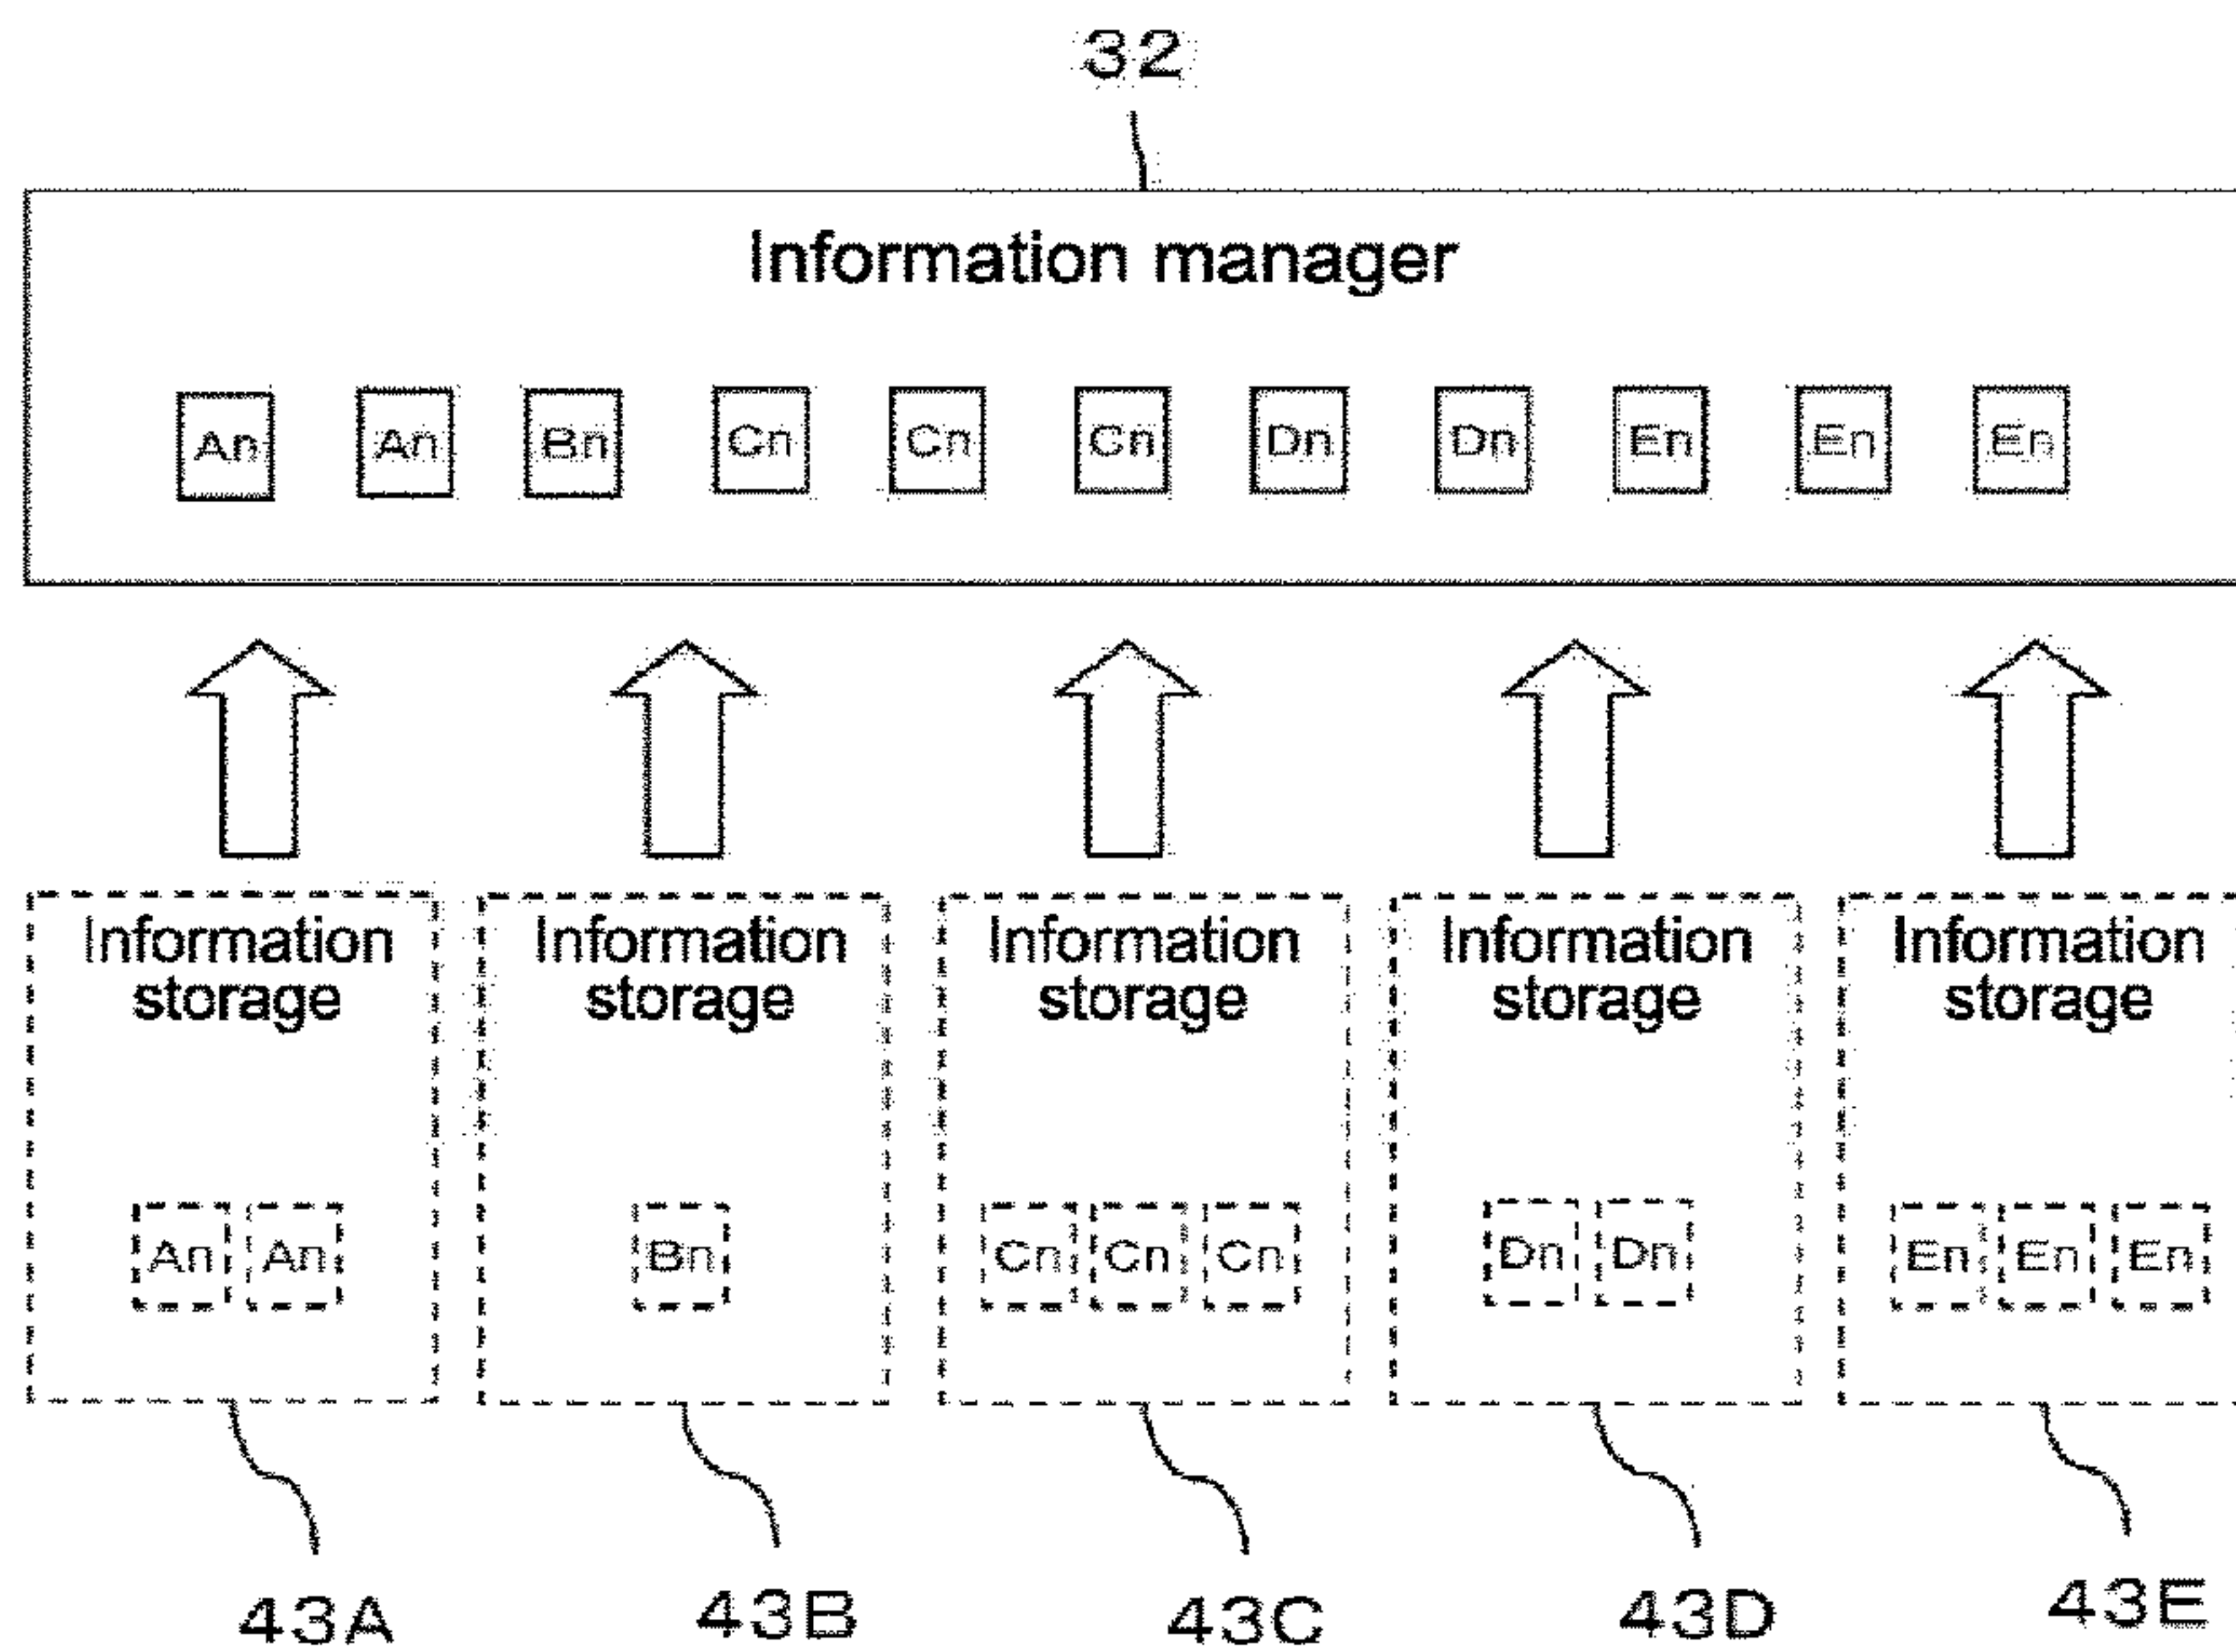 32
Information manager
An An Bn Cn Cn Cn Dn Dn En En En
Information Information Information Information Information
storage storage storage storage storage
An An Bn Cn Cn Cn Dn Dn En En En
43A 43B 43C 43D 43E